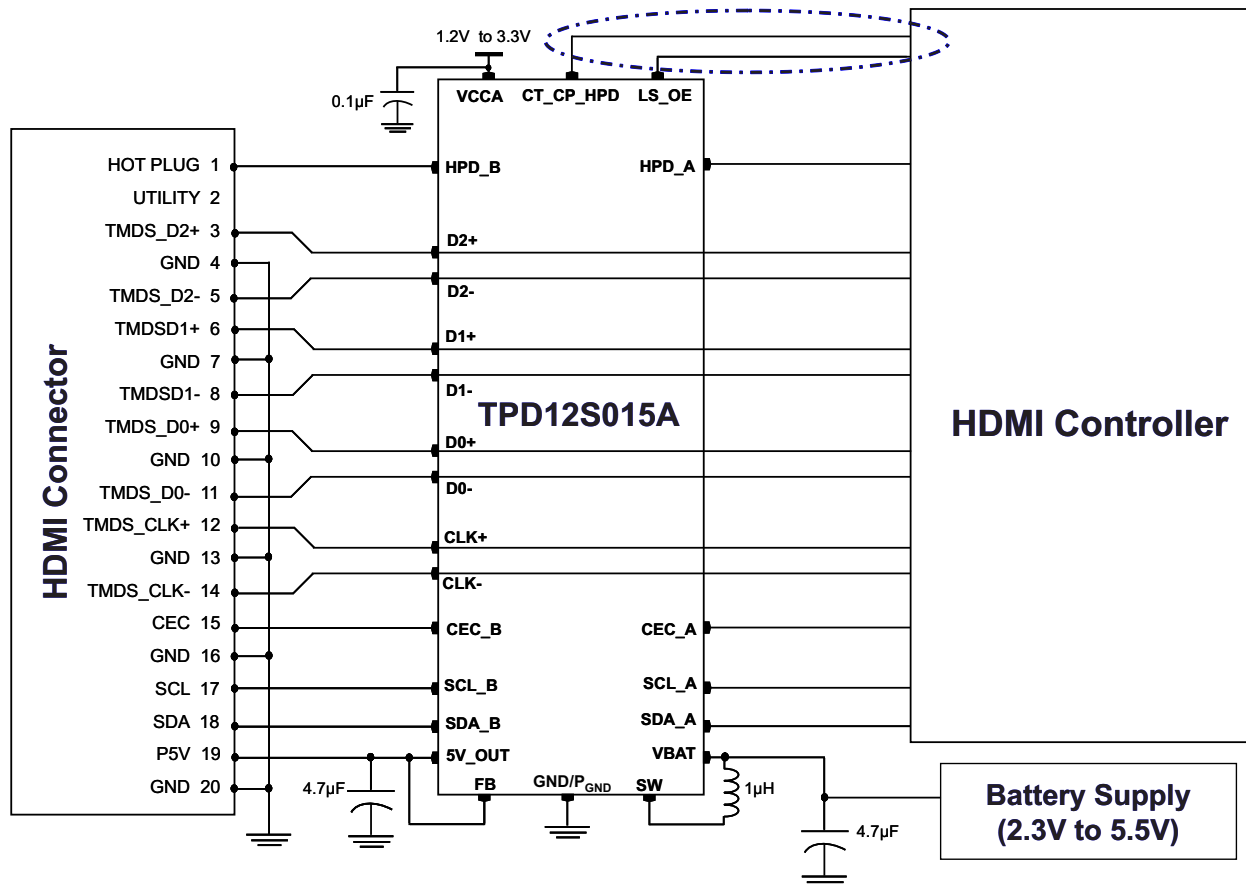 1.2V to 3.3V
0.1µF
VCCA
CT_CP_HPD
LS_OE
HOT PLUG 1
HPD_B
HPD_A
UTILITY 2
TMDS_D2+ 3
D2+
GND 4
TMDS_D2- 5
D2-
TMDSD1+ 6
D1+
GND 7
TMDSD1- 8
D1-
TPD12S015A
HDMI Controller
HDMI Connector
TMDS_D0+ 9
D0+
GND 10
TMDS_D0- 11
D0-
TMDS_CLK+ 12
CLK+
GND 13
TMDS_CLK- 14
CLK-
CEC 15
CEC_B
CEC_A
GND 16
SCL 17
SCL_B
SCL_A
SDA 18
SDA_B
SDA_A
P5V 19
5V_OUT
VBAT
GND 20
4.7µF
FB
GND/PGND
SW
1µH
Battery Supply
(2.3V to 5.5V)
4.7µF